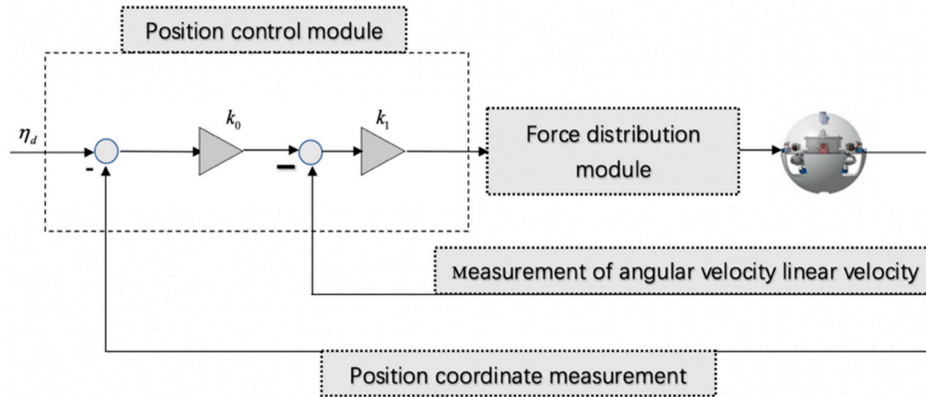 Position control module
η_d
k_0
k_1
-
−
Force distribution
module
Measurement of angular velocity linear velocity
Position coordinate measurement